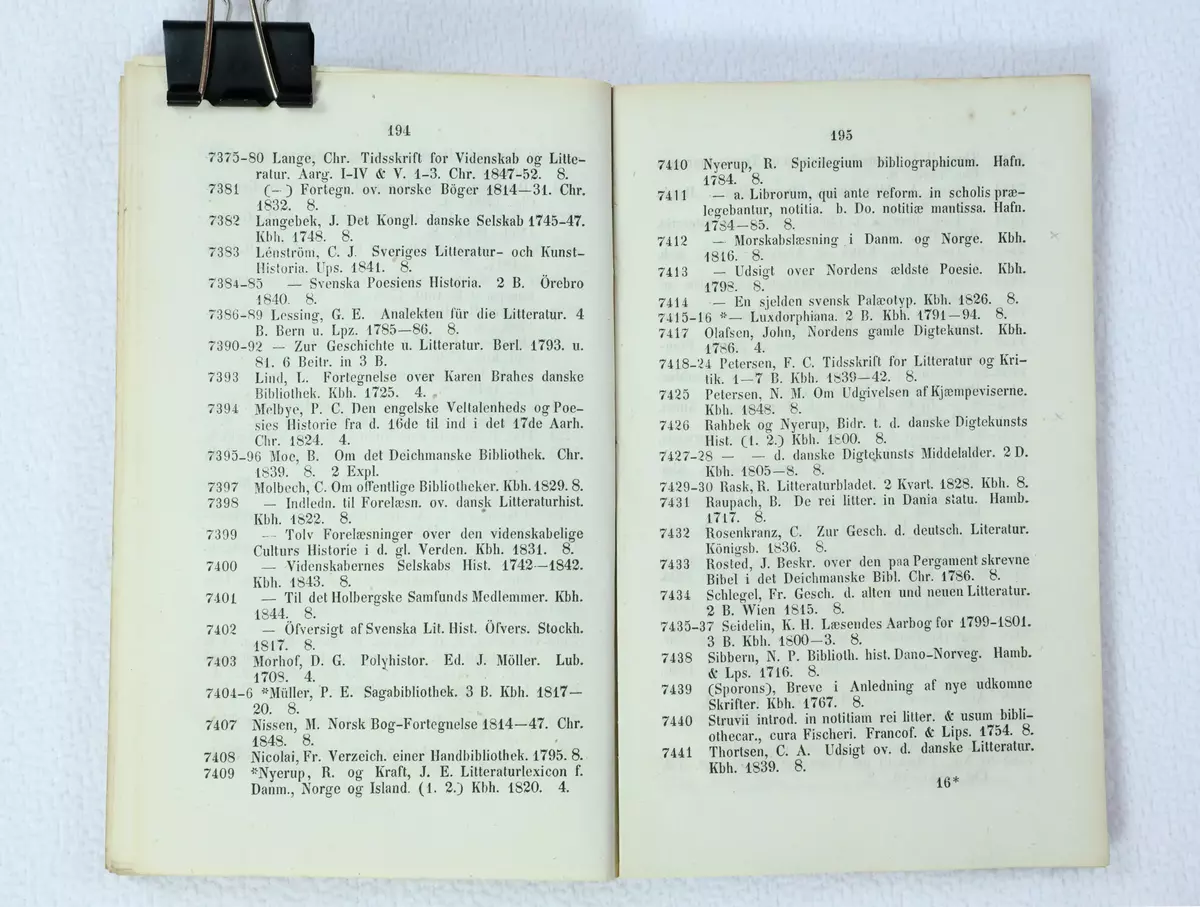 194
7375-80 Lange, Chr. Tidsskrift for Videnskab og Litte-
ratur. Aarg. I-IV & V. 1-3. Chr. 1847-52. 8.
7381 (—) Fortegn. ov. norske Böger 1814—31. Chr.
1832. 8.
7382 Langebek, J. Det Kongl. danske Selskab 1745-47.
Kbh. 1748. 8.
7383 Lénström, C. J. Sveriges Litteratur- och Kunst-
Historia. Ups. 1841. 8.
7384-85 — Svenska Poesiens Historia. 2 B. Örebro
1840. 8.
7386-89 Lessing, G. E. Analekten für die Litteratur. 4
B. Bern u. Lpz. 1785—86. 8.
7390-92 — Zur Geschichte u. Litteratur. Berl. 1793. u.
81. 6 Beitr. in 3 B.
7393 Lind, L. Fortegnelse over Karen Brahes danske
Bibliothek. Kbh. 1725. 4.
7394 Melbye, P. C. Den engelske Veltalenheds og Poe-
sies Historie fra d. 16de til ind i det 17de Aarh.
Chr. 1824. 4.
7395-96 Moe, B. Om det Deichmanske Bibliothek. Chr.
1839. 8. 2 Expl.
7397 Molbech, C. Om offentlige Bibliotheker. Kbh. 1829. 8.
7398 — Indledn. til Forelæsn. ov. dansk Litteraturhist.
Kbh. 1822. 8.
7399 — Tolv Forelæsninger over den videnskabelige
Culturs Historie i d. gl. Verden. Kbh. 1831. 8.
7400 — Videnskabernes Selskabs Hist. 1742—1842.
Kbh. 1843. 8.
7401 — Til det Holbergske Samfunds Medlemmer. Kbh.
1844. 8.
7402 — Öfversigt af Svenska Lit. Hist. Öfvers. Stockh.
1817. 8.
7403 Morhof, D. G. Polyhistor. Ed. J. Möller. Lub.
1708. 4.
7404-6 *Müller, P. E. Sagabibliothek. 3 B. Kbh. 1817—
20. 8.
7407 Nissen, M. Norsk Bog-Fortegnelse 1814—47. Chr.
1848. 8.
7408 Nicolai, Fr. Verzeich. einer Handbibliothek. 1795. 8.
7409 *Nyerup, R. og Kraft, J. E. Litteraturlexicon f.
Danm., Norge og Island. (1. 2.) Kbh. 1820. 4.
195
7410 Nyerup, R. Spicilegium bibliographicum. Hafn.
1784. 8.
7411 — a. Librorum, qui ante reform. in scholis præ-
legebantur, notitia. b. Do. notitiæ mantissa. Hafn.
1784—85. 8.
7412 — Morskabslæsning i Danm. og Norge. Kbh.
1816. 8.
7413 — Udsigt over Nordens ældste Poesie. Kbh.
1798. 8.
7414 — En sjelden svensk Palæotyp. Kbh. 1826. 8.
7415-16 *— Luxdorphiana. 2 B. Kbh. 1791—94. 8.
7417 Olafsen, John, Nordens gamle Digtekunst. Kbh.
1786. 4.
7418-24 Petersen, F. C. Tidsskrift for Litteratur og Kri-
tik. 1—7 B. Kbh. 1839—42. 8.
7425 Petersen, N. M. Om Udgivelsen af Kjæmpeviserne.
Kbh. 1848. 8.
7426 Rahbek og Nyerup, Bidr. t. d. danske Digtekunsts
Hist. (1. 2.) Kbh. 1800. 8.
7427-28 — — d. danske Digtekunsts Middelalder. 2 D.
Kbh. 1805—8. 8.
7429-30 Rask, R. Litteraturbladet. 2 Kvart. 1828. Kbh. 8.
7431 Raupach, B. De rei litter. in Dania statu. Hamb.
1717. 8.
7432 Rosenkranz, C. Zur Gesch. d. deutsch. Literatur.
Königsb. 1836. 8.
7433 Rosted, J. Beskr. over den paa Pergament skrevne
Bibel i det Deichmanske Bibl. Chr. 1786. 8.
7434 Schlegel, Fr. Gesch. d. alten und neuen Litteratur.
2 B. Wien 1815. 8.
7435-37 Seidelin, K. H. Læsendes Aarbog for 1799-1801.
3 B. Kbh. 1800—3. 8.
7438 Sibbern, N. P. Biblioth. hist. Dano-Norveg. Hamb.
& Lps. 1716. 8.
7439 (Sporons), Breve i Anledning af nye udkomne
Skrifter. Kbh. 1767. 8.
7440 Struvii introd. in notitiam rei litter. & usum bibli-
othecar., cura Fischeri. Francof. & Lips. 1754. 8.
7441 Thortsen, C. A. Udsigt ov. d. danske Litteratur.
Kbh. 1839. 8.
16*